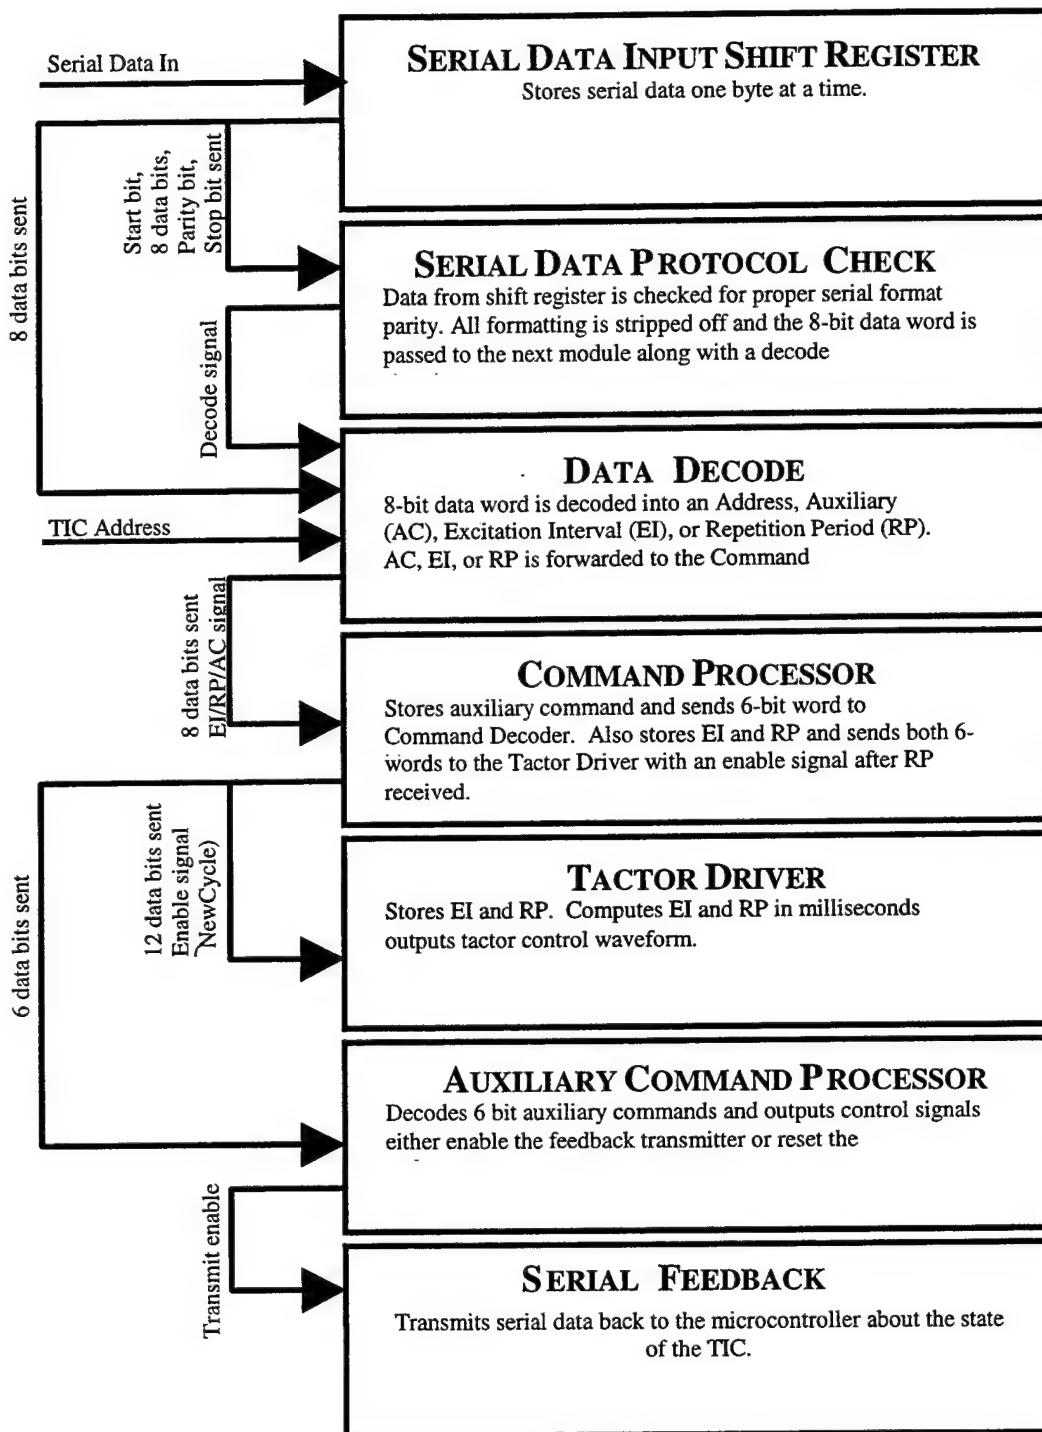 Serial Data In
SERIAL DATA INPUT SHIFT REGISTER
Stores serial data one byte at a time.
8 data bits sent
Start bit,
8 data bits,
Parity bit,
Stop bit sent
SERIAL DATA PROTOCOL CHECK
Data from shift register is checked for proper serial format
parity. All formatting is stripped off and the 8-bit data word is
passed to the next module along with a decode
Decode signal
DATA DECODE
8-bit data word is decoded into an Address, Auxiliary
(AC), Excitation Interval (EI), or Repetition Period (RP).
AC, EI, or RP is forwarded to the Command
TIC Address
8 data bits sent
EI/RP/AC signal
COMMAND PROCESSOR
Stores auxiliary command and sends 6-bit word to
Command Decoder. Also stores EI and RP and sends both 6-
words to the Tactor Driver with an enable signal after RP
received.
6 data bits sent
12 data bits sent
Enable signal
NewCycle)
TACTOR DRIVER
Stores EI and RP. Computes EI and RP in milliseconds
outputs tactor control waveform.
AUXILIARY COMMAND PROCESSOR
Decodes 6 bit auxiliary commands and outputs control signals
either enable the feedback transmitter or reset the
Transmit enable
SERIAL FEEDBACK
Transmits serial data back to the microcontroller about the state
of the TIC.